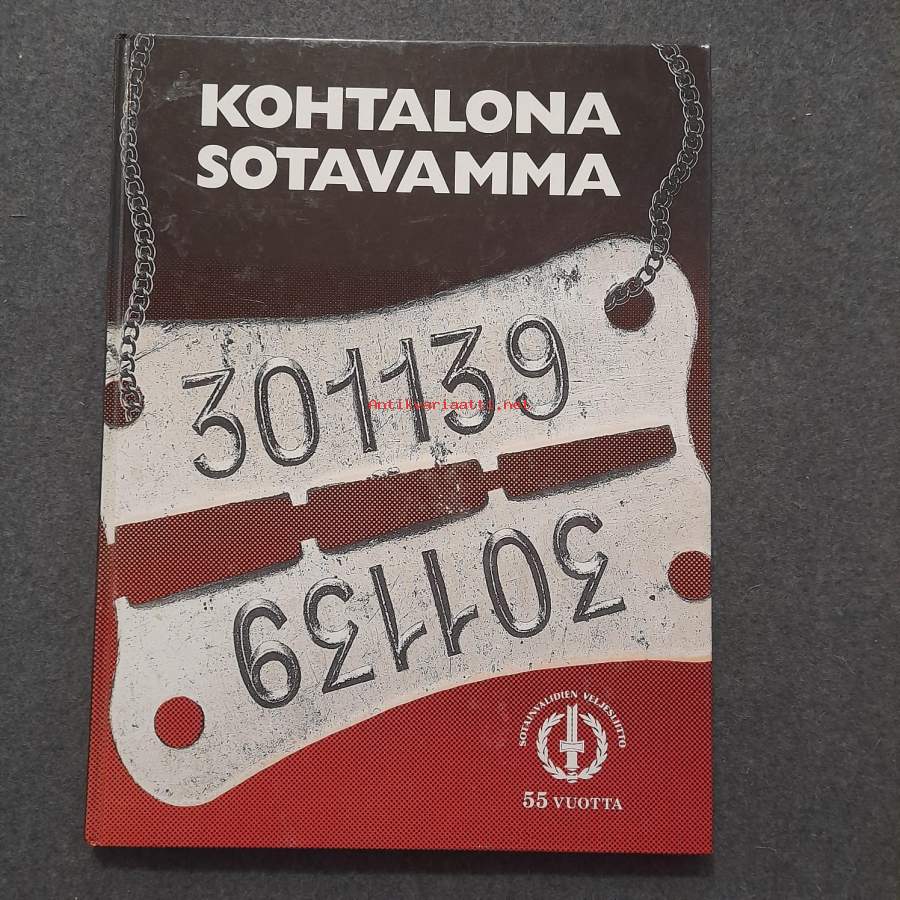 KOHTALONA
SOTAVAMMA
301139
Antikvariaatti.net
301139
SOTAINVALIDIEN VELJESLIITTO
55 VUOTTA